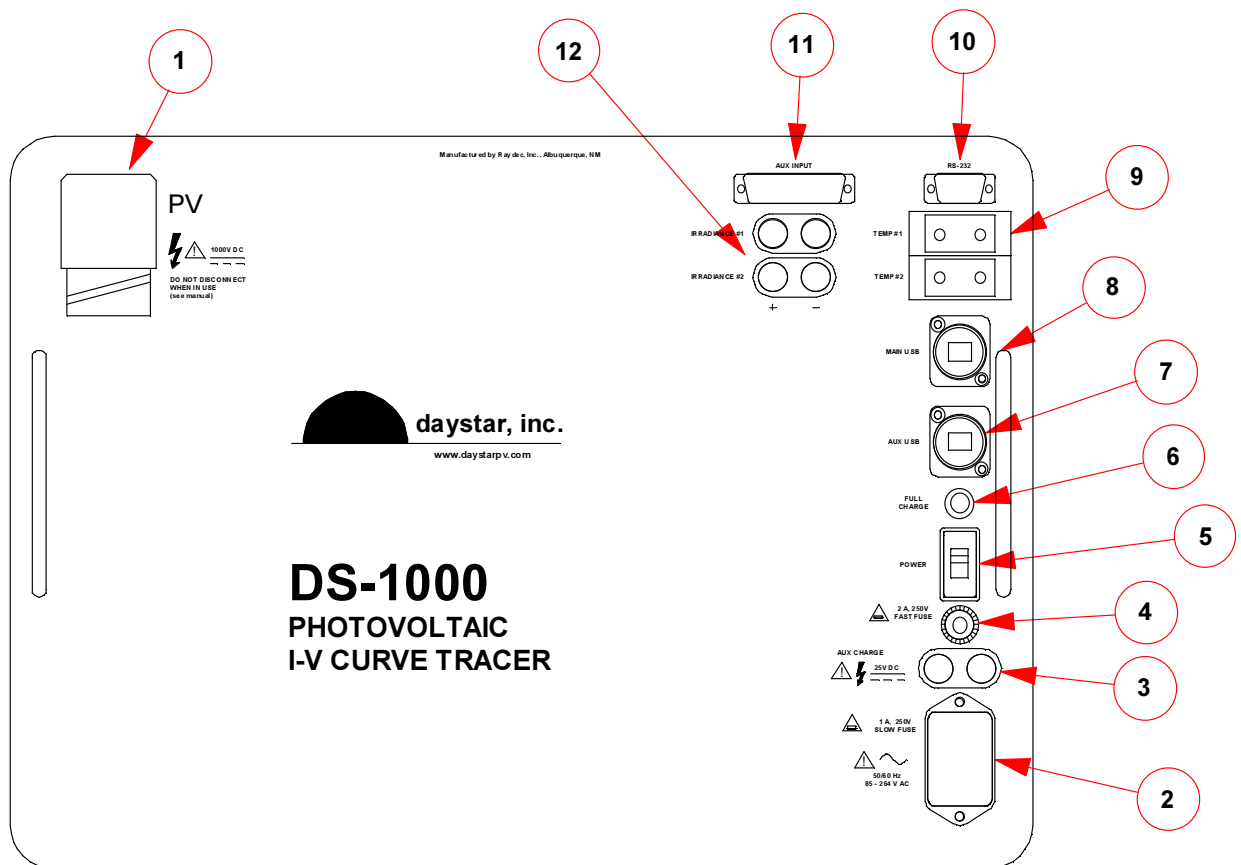 1
12
11
10
Manufactured by Raydec, Inc., Albuquerque, NM
AUX INPUT
RS-232
9
PV
1000V DC
DO NOT DISCONNECT
WHEN IN USE
(see manual)
IRRADIANCE #1
IRRADIANCE #2
+ −
TEMP #1
TEMP #2
8
MAIN USB
7
daystar, inc.
www.daystarpv.com
AUX USB
6
FULL
CHARGE
5
POWER
DS-1000
PHOTOVOLTAIC
I-V CURVE TRACER
2 A, 250V
FAST FUSE
4
AUX CHARGE
25V DC
3
1 A, 250V
SLOW FUSE
50/60 Hz
85 - 264 V AC
2